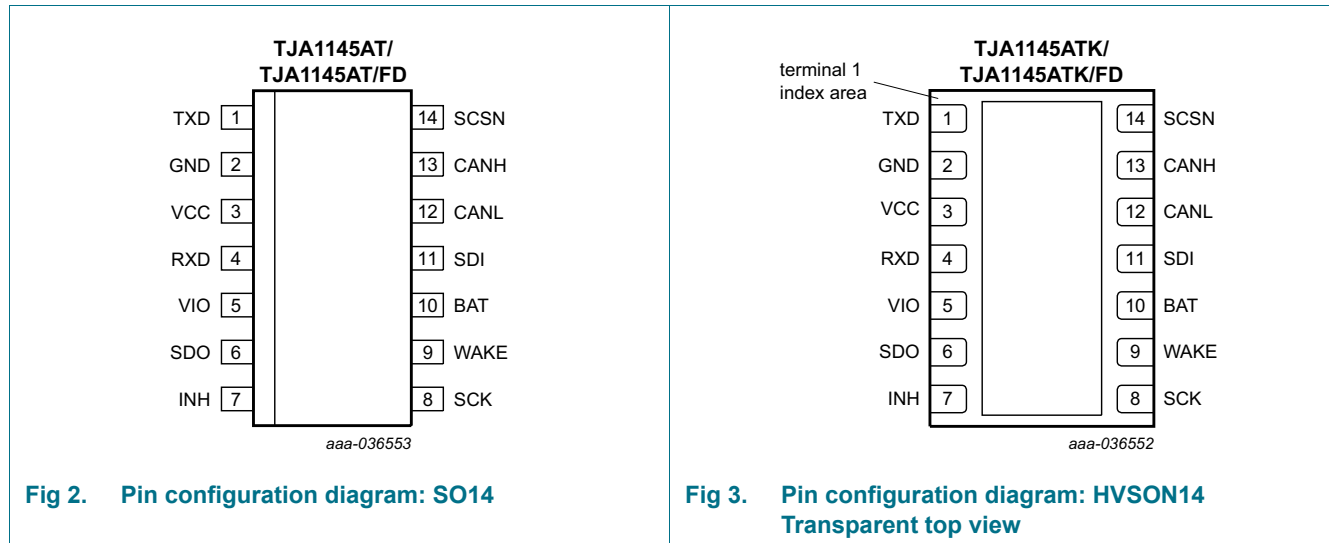 TJA1145AT/
TJA1145AT/FD
TXD 1
14 SCSN
GND 2
13 CANH
VCC 3
12 CANL
RXD 4
11 SDI
VIO 5
10 BAT
SDO 6
9 WAKE
INH 7
8 SCK
aaa-036553
Fig 2. Pin configuration diagram: SO14
TJA1145ATK/
TJA1145ATK/FD
terminal 1
index area
TXD 1
14 SCSN
GND 2
13 CANH
VCC 3
12 CANL
RXD 4
11 SDI
VIO 5
10 BAT
SDO 6
9 WAKE
INH 7
8 SCK
aaa-036552
Fig 3. Pin configuration diagram: HVSON14
Transparent top view